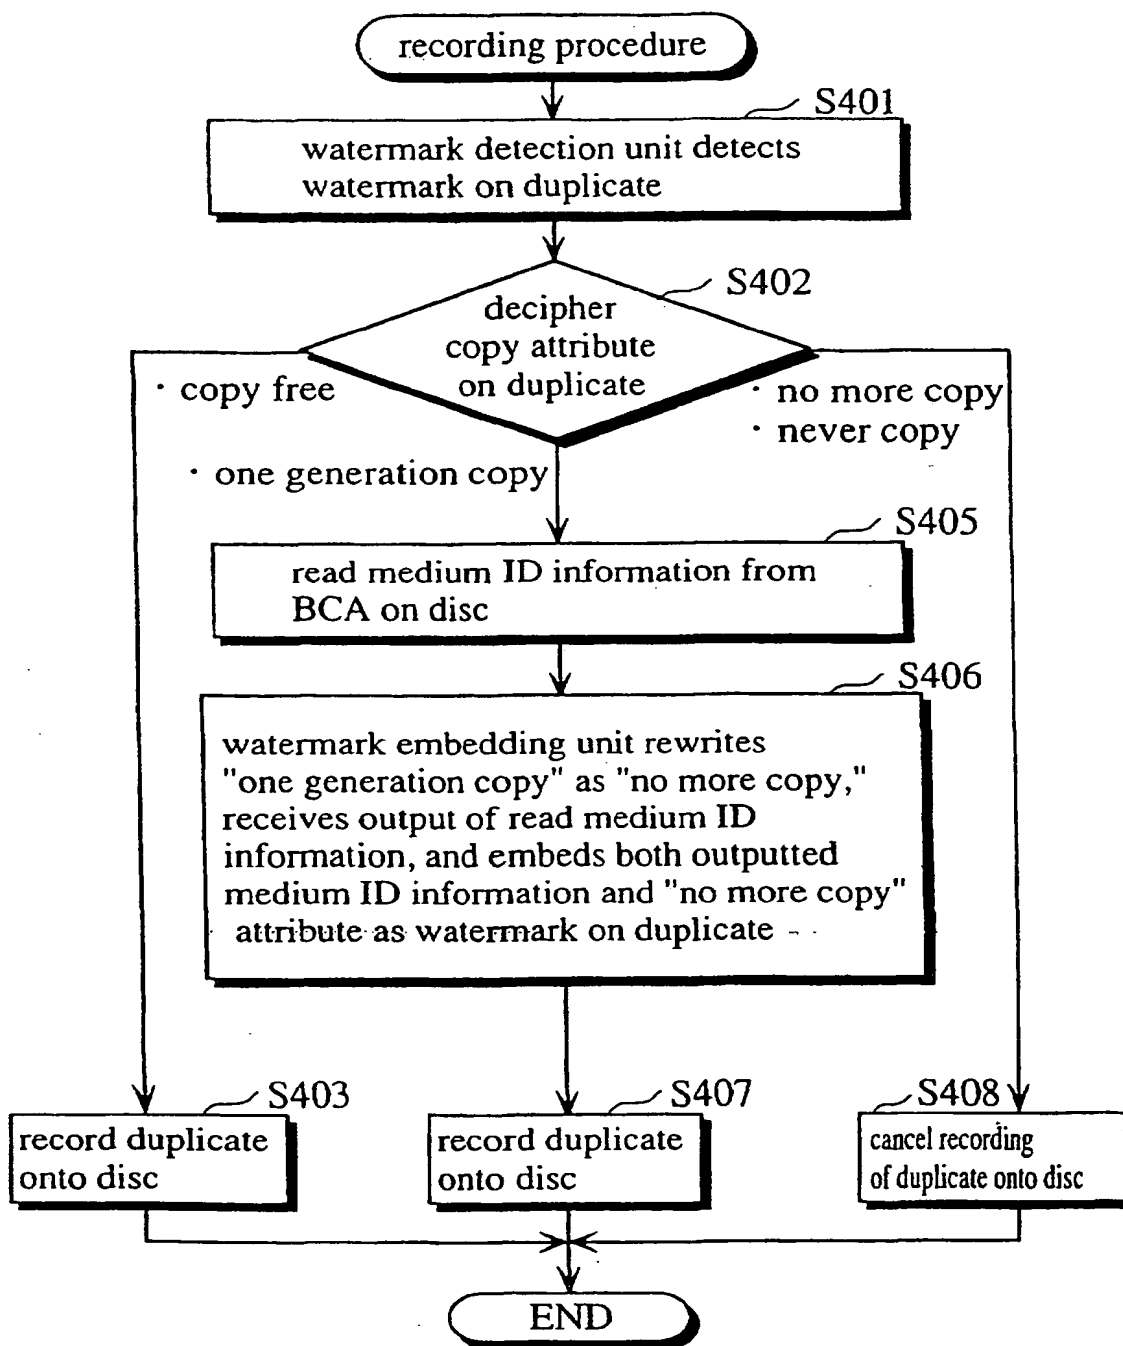 recording procedure
S401
watermark detection unit detects
watermark on duplicate
S402
decipher
copy attribute
on duplicate
· copy free
· no more copy
· never copy
· one generation copy
S405
read medium ID information from
BCA on disc
S406
watermark embedding unit rewrites
"one generation copy" as "no more copy,"
receives output of read medium ID
information, and embeds both outputted
medium ID information and "no more copy"
attribute as watermark on duplicate
S403
record duplicate
onto disc
S407
record duplicate
onto disc
S408
cancel recording
of duplicate onto disc
END